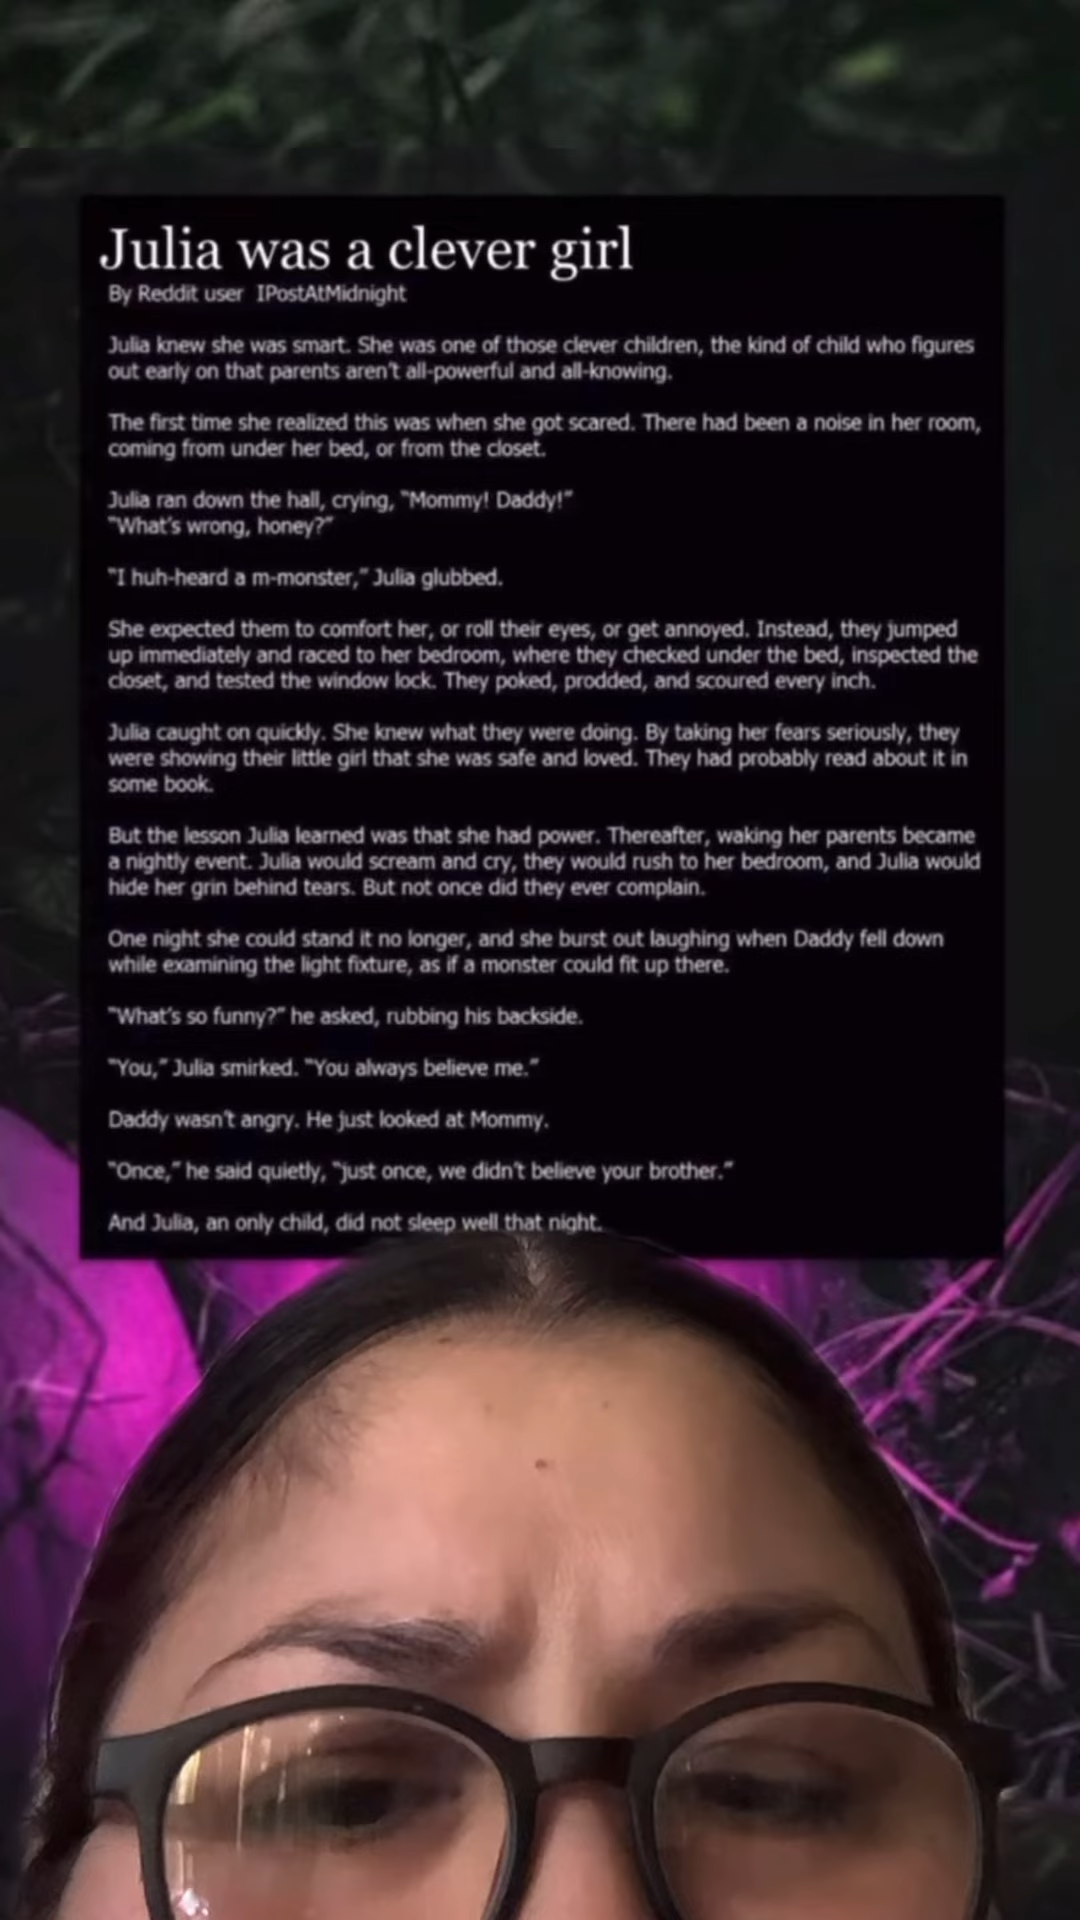 Julia was a clever girl
By Reddit user IPostAtMidnight
Julia knew she was smart. She was one of those clever children, the kind of child who figures
out early on that parents aren't all-powerful and all-knowing.
The first time she realized this was when she got scared. There had been a noise in her room,
coming from under her bed, or from the closet.
Julia ran down the hall, crying, "Mommy! Daddy!"
"What's wrong, honey?"
"I huh-heard a m-monster," Julia glubbed.
She expected them to comfort her, or roll their eyes, or get annoyed. Instead, they jumped
up immediately and raced to her bedroom, where they checked under the bed, inspected the
closet, and tested the window lock. They poked, prodded, and scoured every inch.
Julia caught on quickly. She knew what they were doing. By taking her fears seriously, they
were showing their little girl that she was safe and loved. They had probably read about it in
some book.
But the lesson Julia learned was that she had power. Thereafter, waking her parents became
a nightly event. Julia would scream and cry, they would rush to her bedroom, and Julia would
hide her grin behind tears. But not once did they ever complain.
One night she could stand it no longer, and she burst out laughing when Daddy fell down
while examining the light fixture, as if a monster could fit up there.
"What's so funny?" he asked, rubbing his backside.
"You," Julia smirked. "You always believe me."
Daddy wasn't angry. He just looked at Mommy.
"Once," he said quietly, "just once, we didn't believe your brother."
And Julia, an only child, did not sleep well that night.